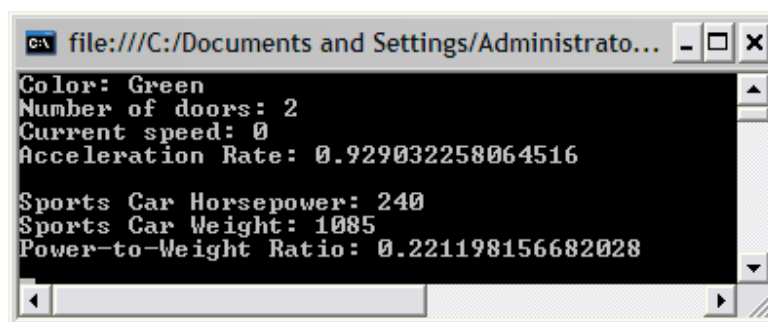 file:///C:/Documents and Settings/Administrato...
Color: Green
Number of doors: 2
Current speed: 0
Acceleration Rate: 0.929032258064516
Sports Car Horsepower: 240
Sports Car Weight: 1085
Power-to-Weight Ratio: 0.221198156682028